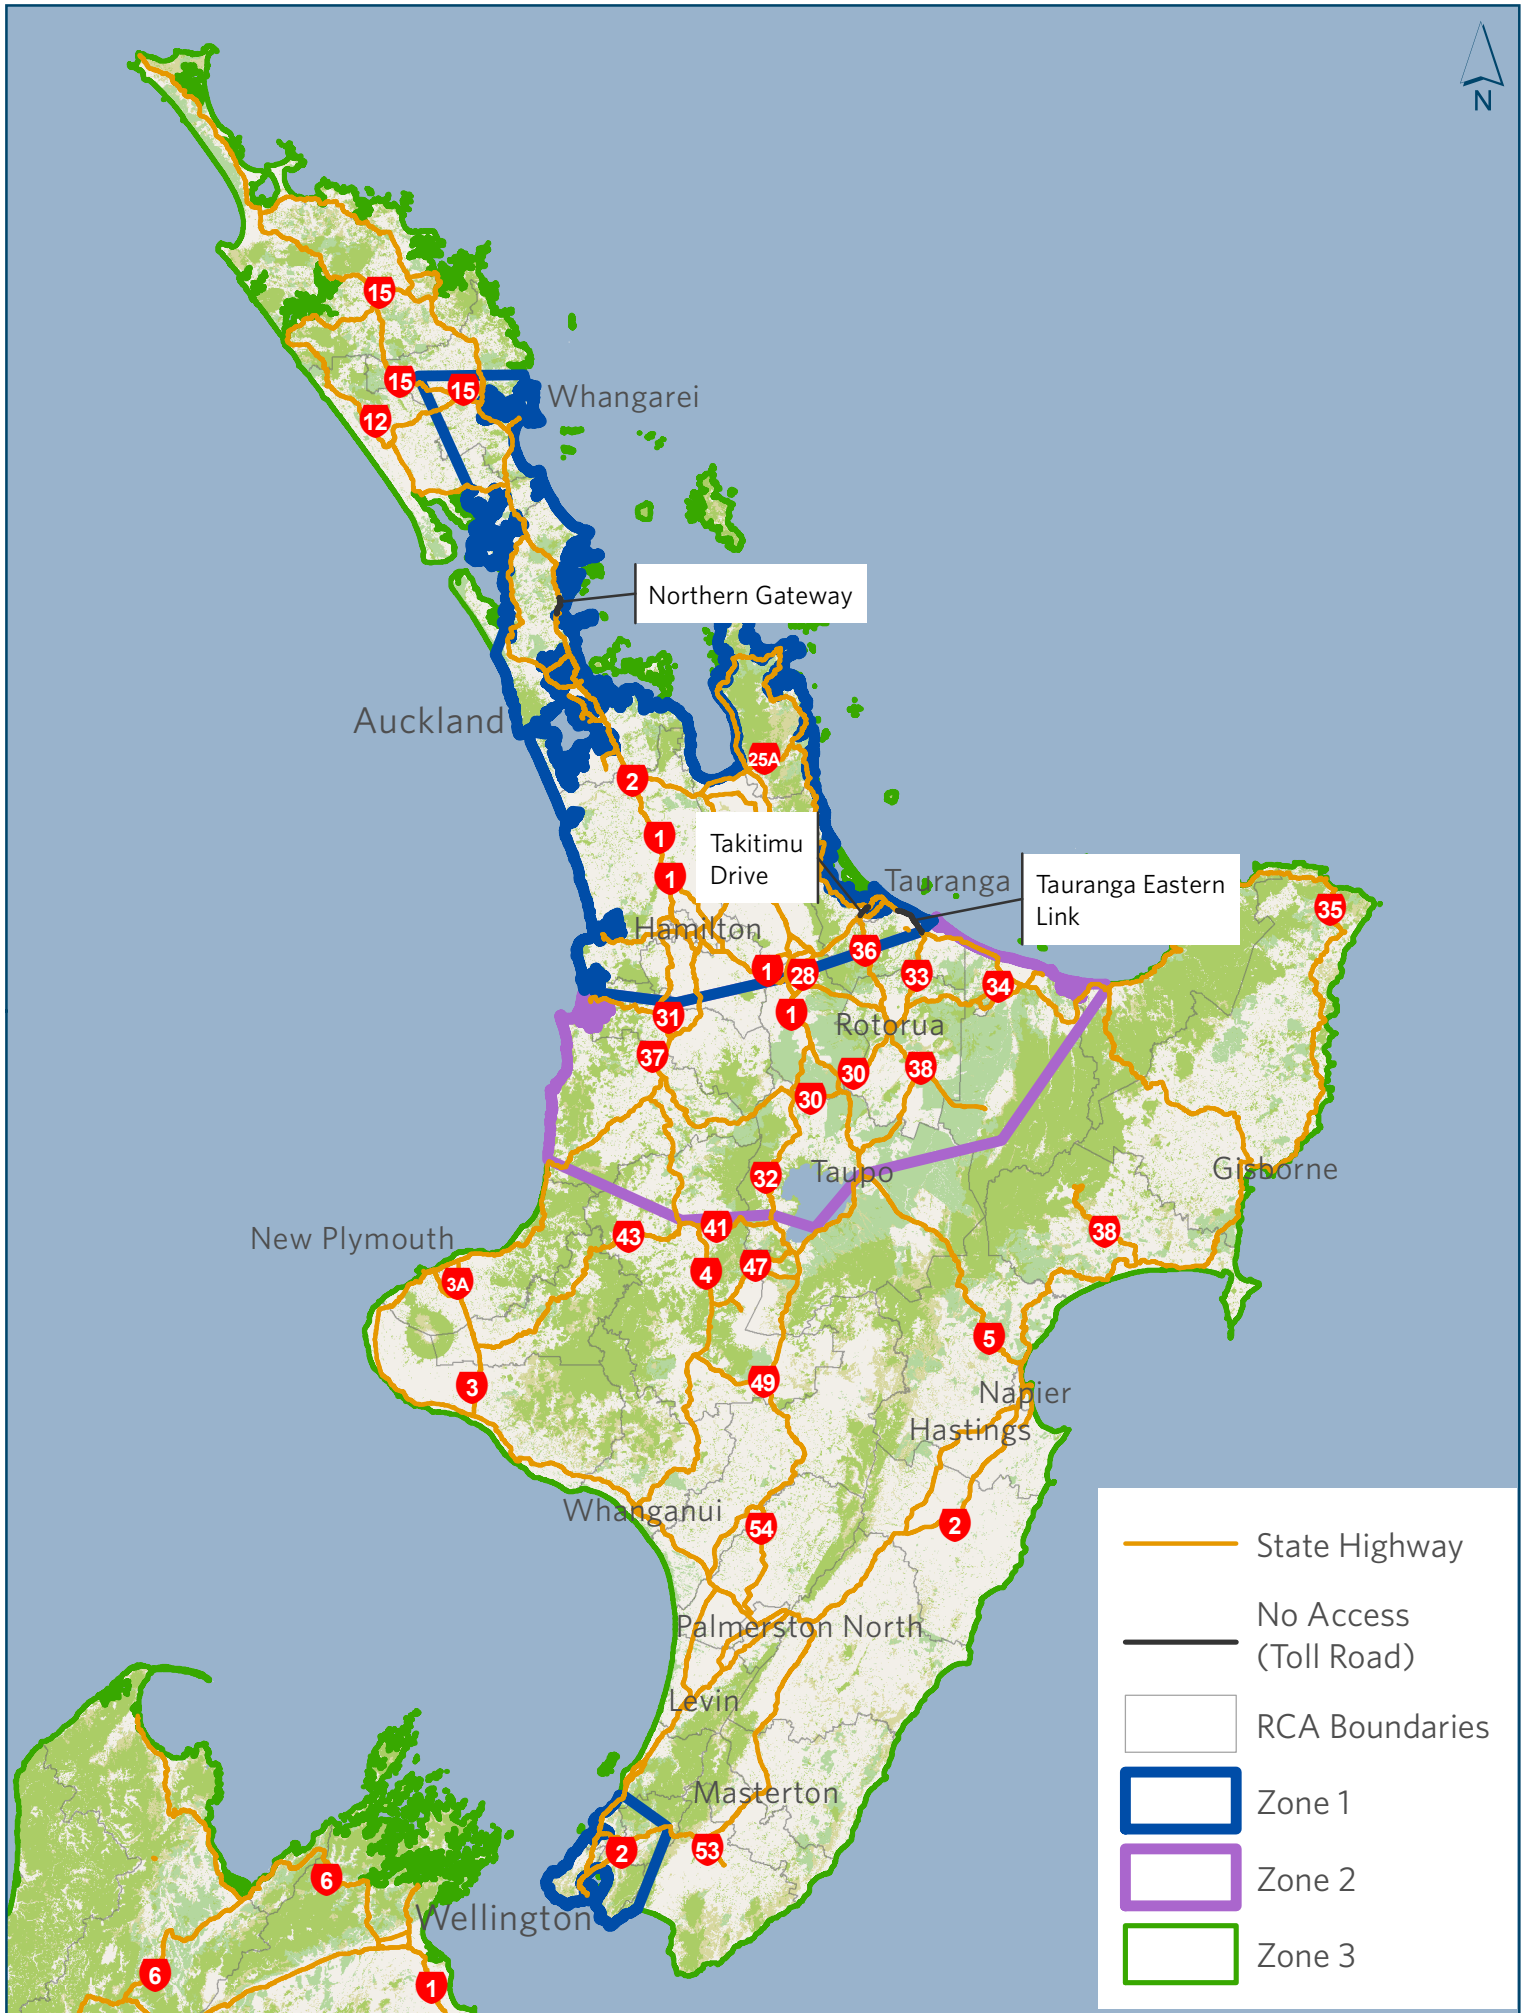 N
15
15
15
Whangarei
12
Northern Gateway
Auckland
25A
2
1
Takitimu
Drive
1
Tauranga
Tauranga Eastern
Link
35
Hamilton
36
1
28
33
34
31
1
Rotorua
37
30
38
30
32
Taupo
Gisborne
New Plymouth
43
41
38
4
47
3A
5
3
49
Napier
Hastings
Whanganui
54
2
Palmerston North
Levin
Masterton
2
53
6
Wellington
6
1
State Highway
No Access
(Toll Road)
RCA Boundaries
Zone 1
Zone 2
Zone 3